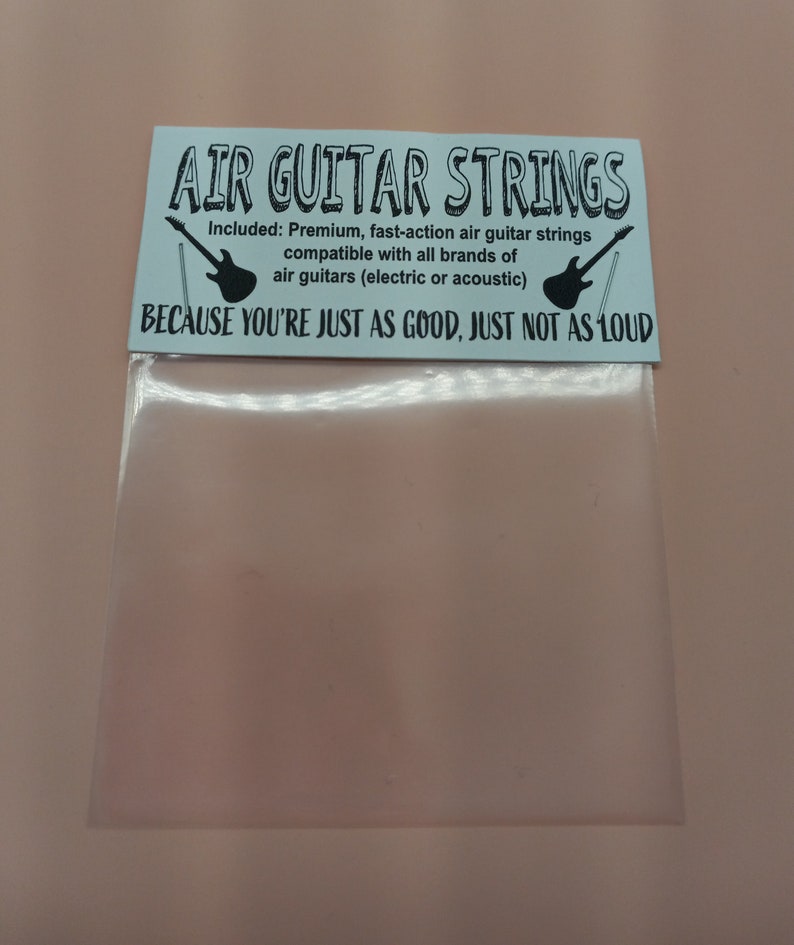 AIR GUITAR STRINGS
Included: Premium, fast-action air guitar strings
compatible with all brands of
air guitars (electric or acoustic)
BECAUSE YOU'RE JUST AS GOOD, JUST NOT AS LOUD